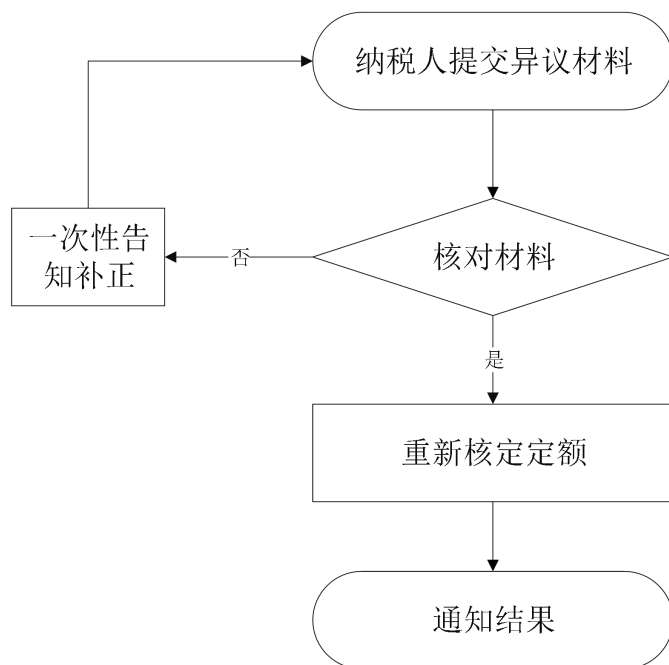 纳税人提交异议材料
一次性告
知补正
否
核对材料
是
重新核定定额
通知结果